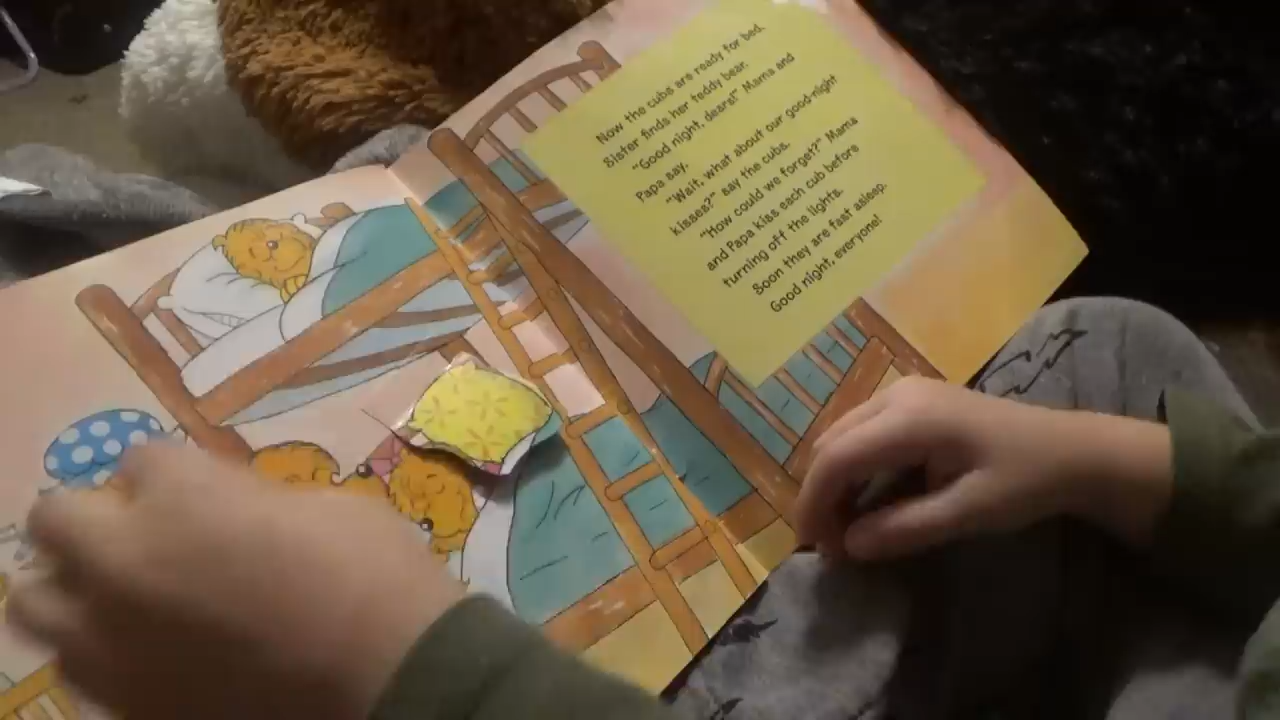 Now the cubs are ready for bed.
Sister finds her teddy bear.
"Good night, dears!" Mama and
Papa say.
"Wait, what about our good-night
kisses?" say the cubs.
"How could we forget?" Mama
and Papa kiss each cub before
turning off the lights.
Soon they are fast asleep.
Good night, everyone!